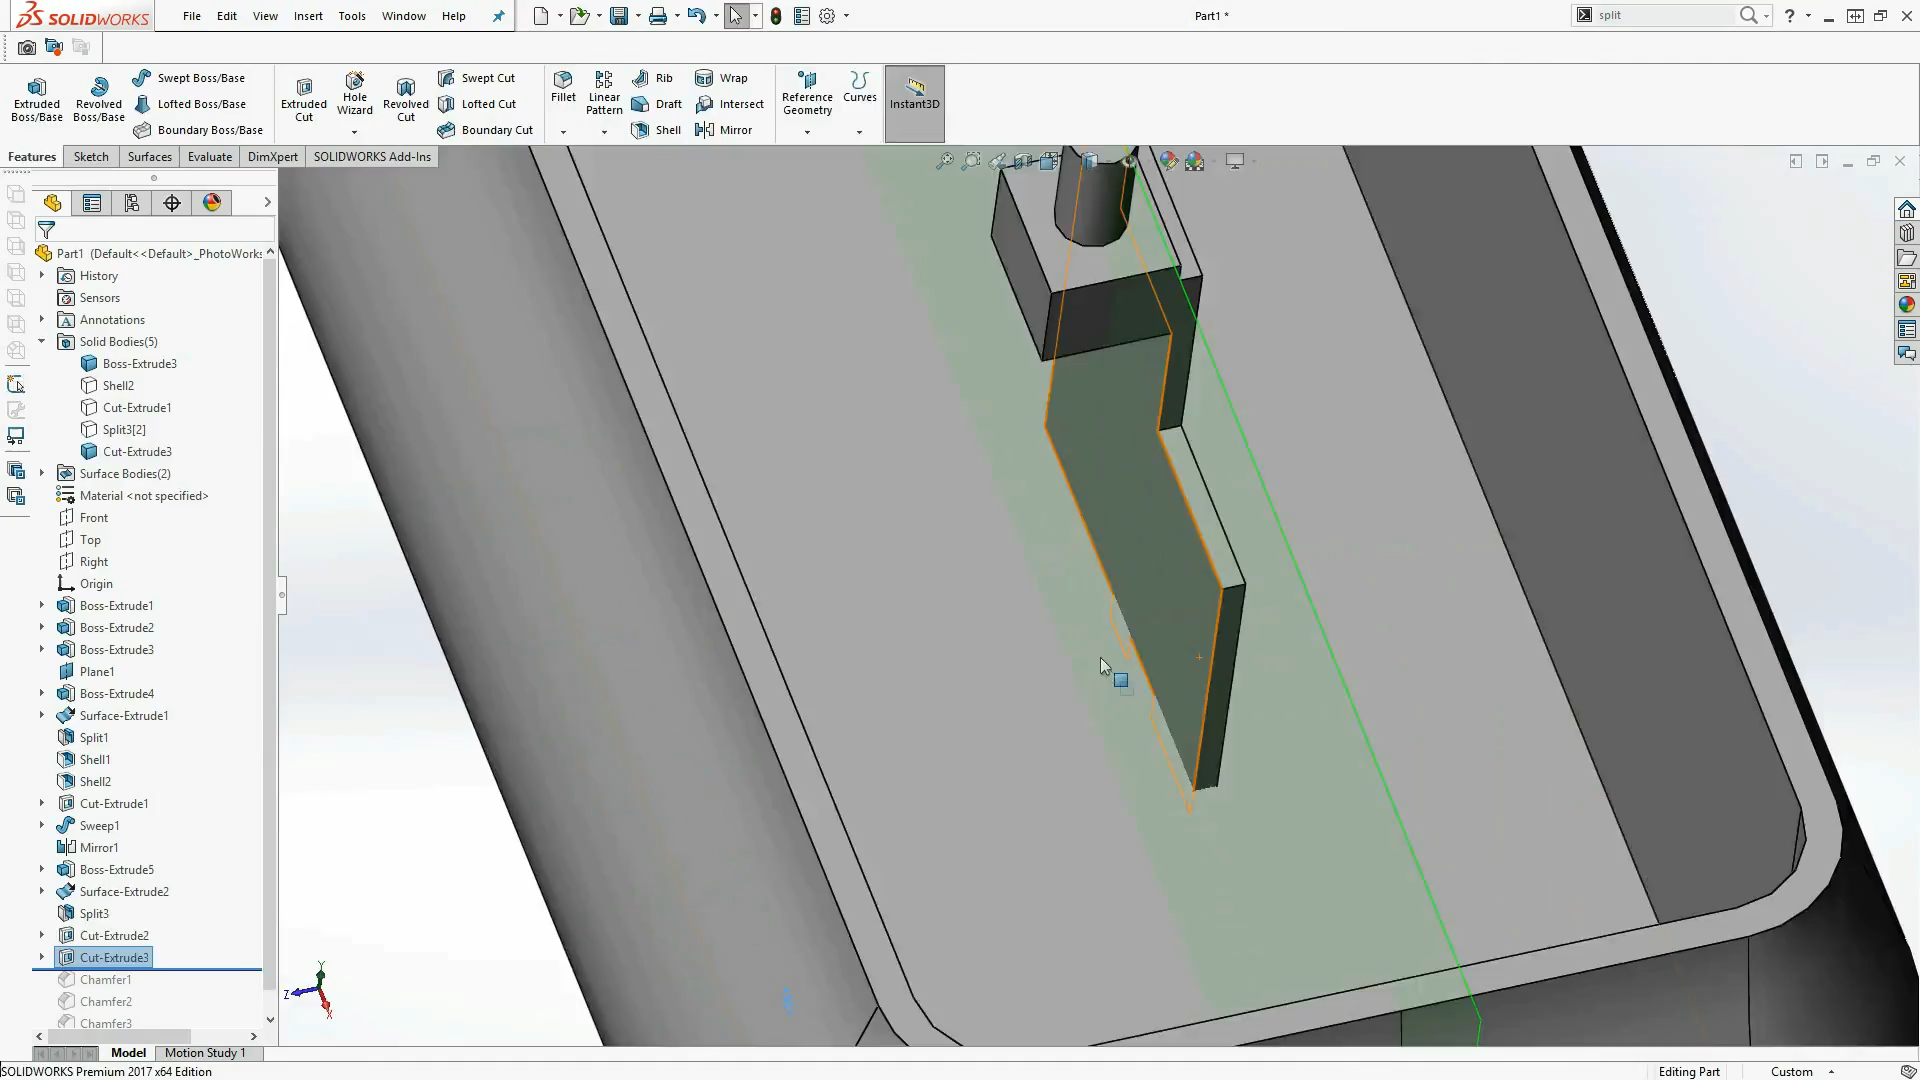 SOLIDWORKS File Edit View Insert Tools Window Help Part1 * split ?
Extruded Boss/Base
Revolved Boss/Base
Swept Boss/Base
Lofted Boss/Base
Boundary Boss/Base
Extruded Cut
Hole Wizard
Revolved Cut
Swept Cut
Lofted Cut
Boundary Cut
Fillet
Linear Pattern
Rib
Draft
Shell
Wrap
Intersect
Mirror
Reference Geometry
Curves
Instant3D
Features Sketch Surfaces Evaluate DimXpert SOLIDWORKS Add-Ins
Part1 (Default<<Default>_PhotoWorks
History
Sensors
Annotations
Solid Bodies(5)
Boss-Extrude3
Shell2
Cut-Extrude1
Split3[2]
Cut-Extrude3
Surface Bodies(2)
Material <not specified>
Front
Top
Right
Origin
Boss-Extrude1
Boss-Extrude2
Boss-Extrude3
Plane1
Boss-Extrude4
Surface-Extrude1
Split1
Shell1
Shell2
Cut-Extrude1
Sweep1
Mirror1
Boss-Extrude5
Surface-Extrude2
Split3
Cut-Extrude2
Cut-Extrude3
Chamfer1
Chamfer2
Chamfer3
Y
Z
X
Model Motion Study 1
SOLIDWORKS Premium 2017 x64 Edition Editing Part Custom